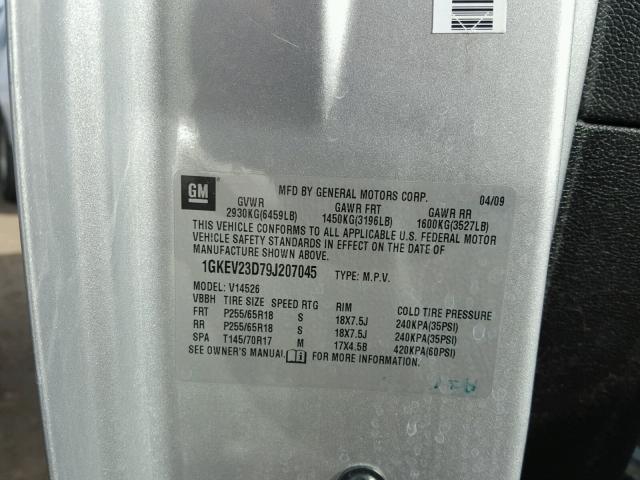 GM
MFD BY GENERAL MOTORS CORP. 04/09
GVWR GAWR FRT GAWR RR
2930KG(6459LB) 1450KG(3196LB) 1600KG(3527LB)
THIS VEHICLE CONFORMS TO ALL APPLICABLE U.S. FEDERAL MOTOR
VEHICLE SAFETY STANDARDS IN EFFECT ON THE DATE OF
MANUFACTURE SHOWN ABOVE.
1GKEV23D79J207045 TYPE: M.P.V.
MODEL: V14526
VBBH TIRE SIZE SPEED RTG RIM COLD TIRE PRESSURE
FRT P255/65R18 S 18X7.5J 240KPA(35PSI)
RR P255/65R18 S 18X7.5J 240KPA(35PSI)
SPA T145/70R17 M 17X4.5B 420KPA(60PSI)
SEE OWNER'S MANUAL FOR MORE INFORMATION.